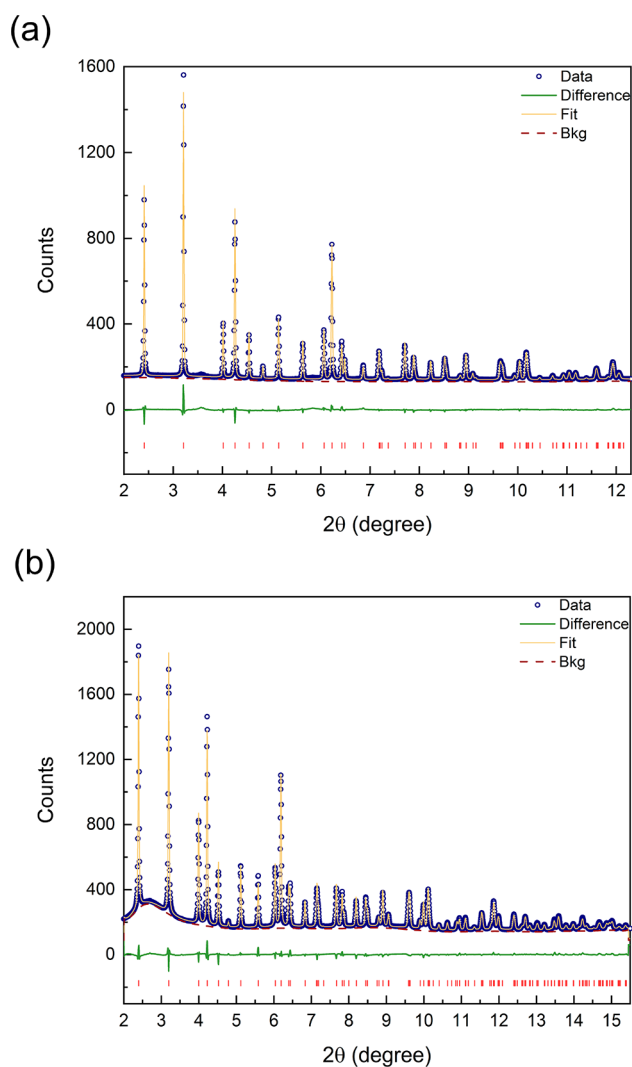 (a)
1600
1200
800
400
0
Counts
Data
Difference
Fit
Bkg
2 3 4 5 6 7 8 9 10 11 12
2θ (degree)
(b)
2000
1600
1200
800
400
0
Counts
Data
Difference
Fit
Bkg
2 3 4 5 6 7 8 9 10 11 12 13 14 15
2θ (degree)